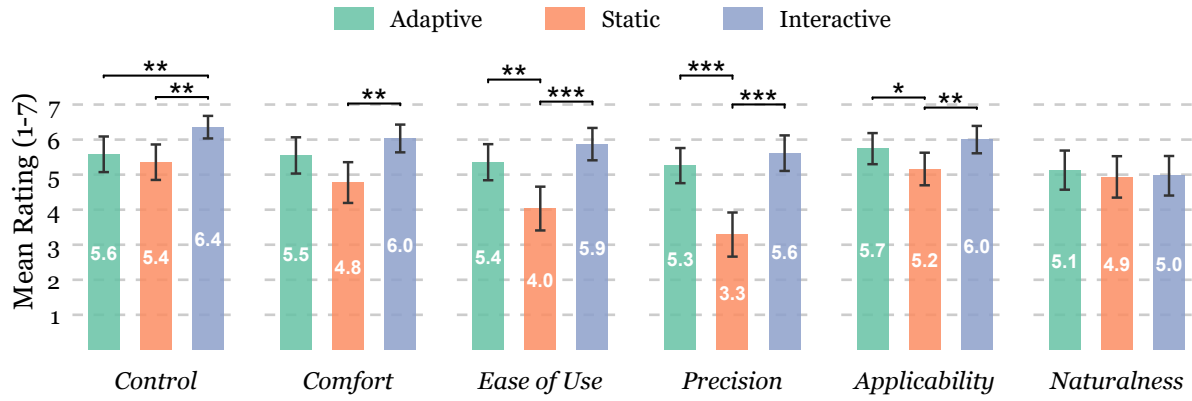 Adaptive Static Interactive
** ** *** *
** ** *** *** **
Mean Rating (1-7)
7
6
5
4
3
2
1
5.6 5.4 6.4 5.5 4.8 6.0 5.4 4.0 5.9 5.3 3.3 5.6 5.7 5.2 6.0 5.1 4.9 5.0
Control Comfort Ease of Use Precision Applicability Naturalness